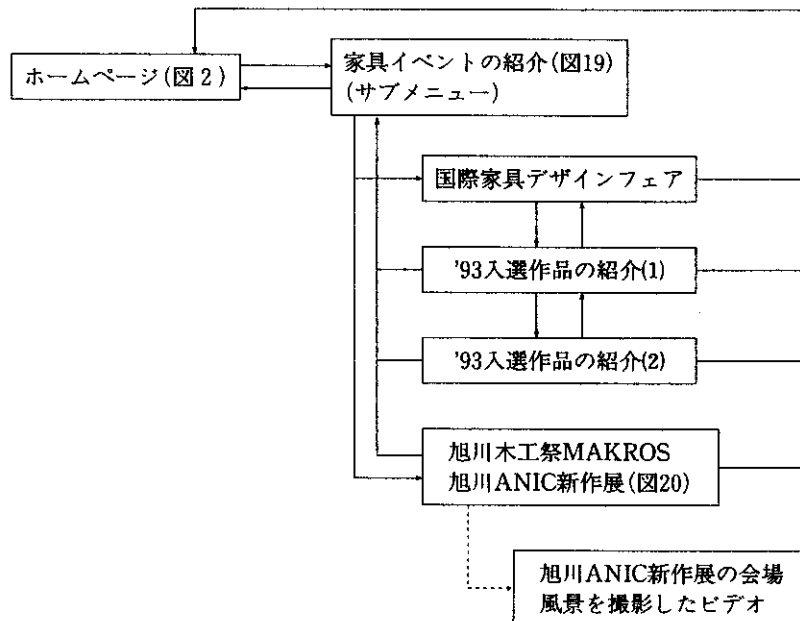 ホームページ(図2)
家具イベントの紹介(図19)
(サブメニュー)
国際家具デザインフェア
'93入選作品の紹介(1)
'93入選作品の紹介(2)
旭川木工祭MAKROS
旭川ANIC新作展(図20)
旭川ANIC新作展の会場
風景を撮影したビデオ